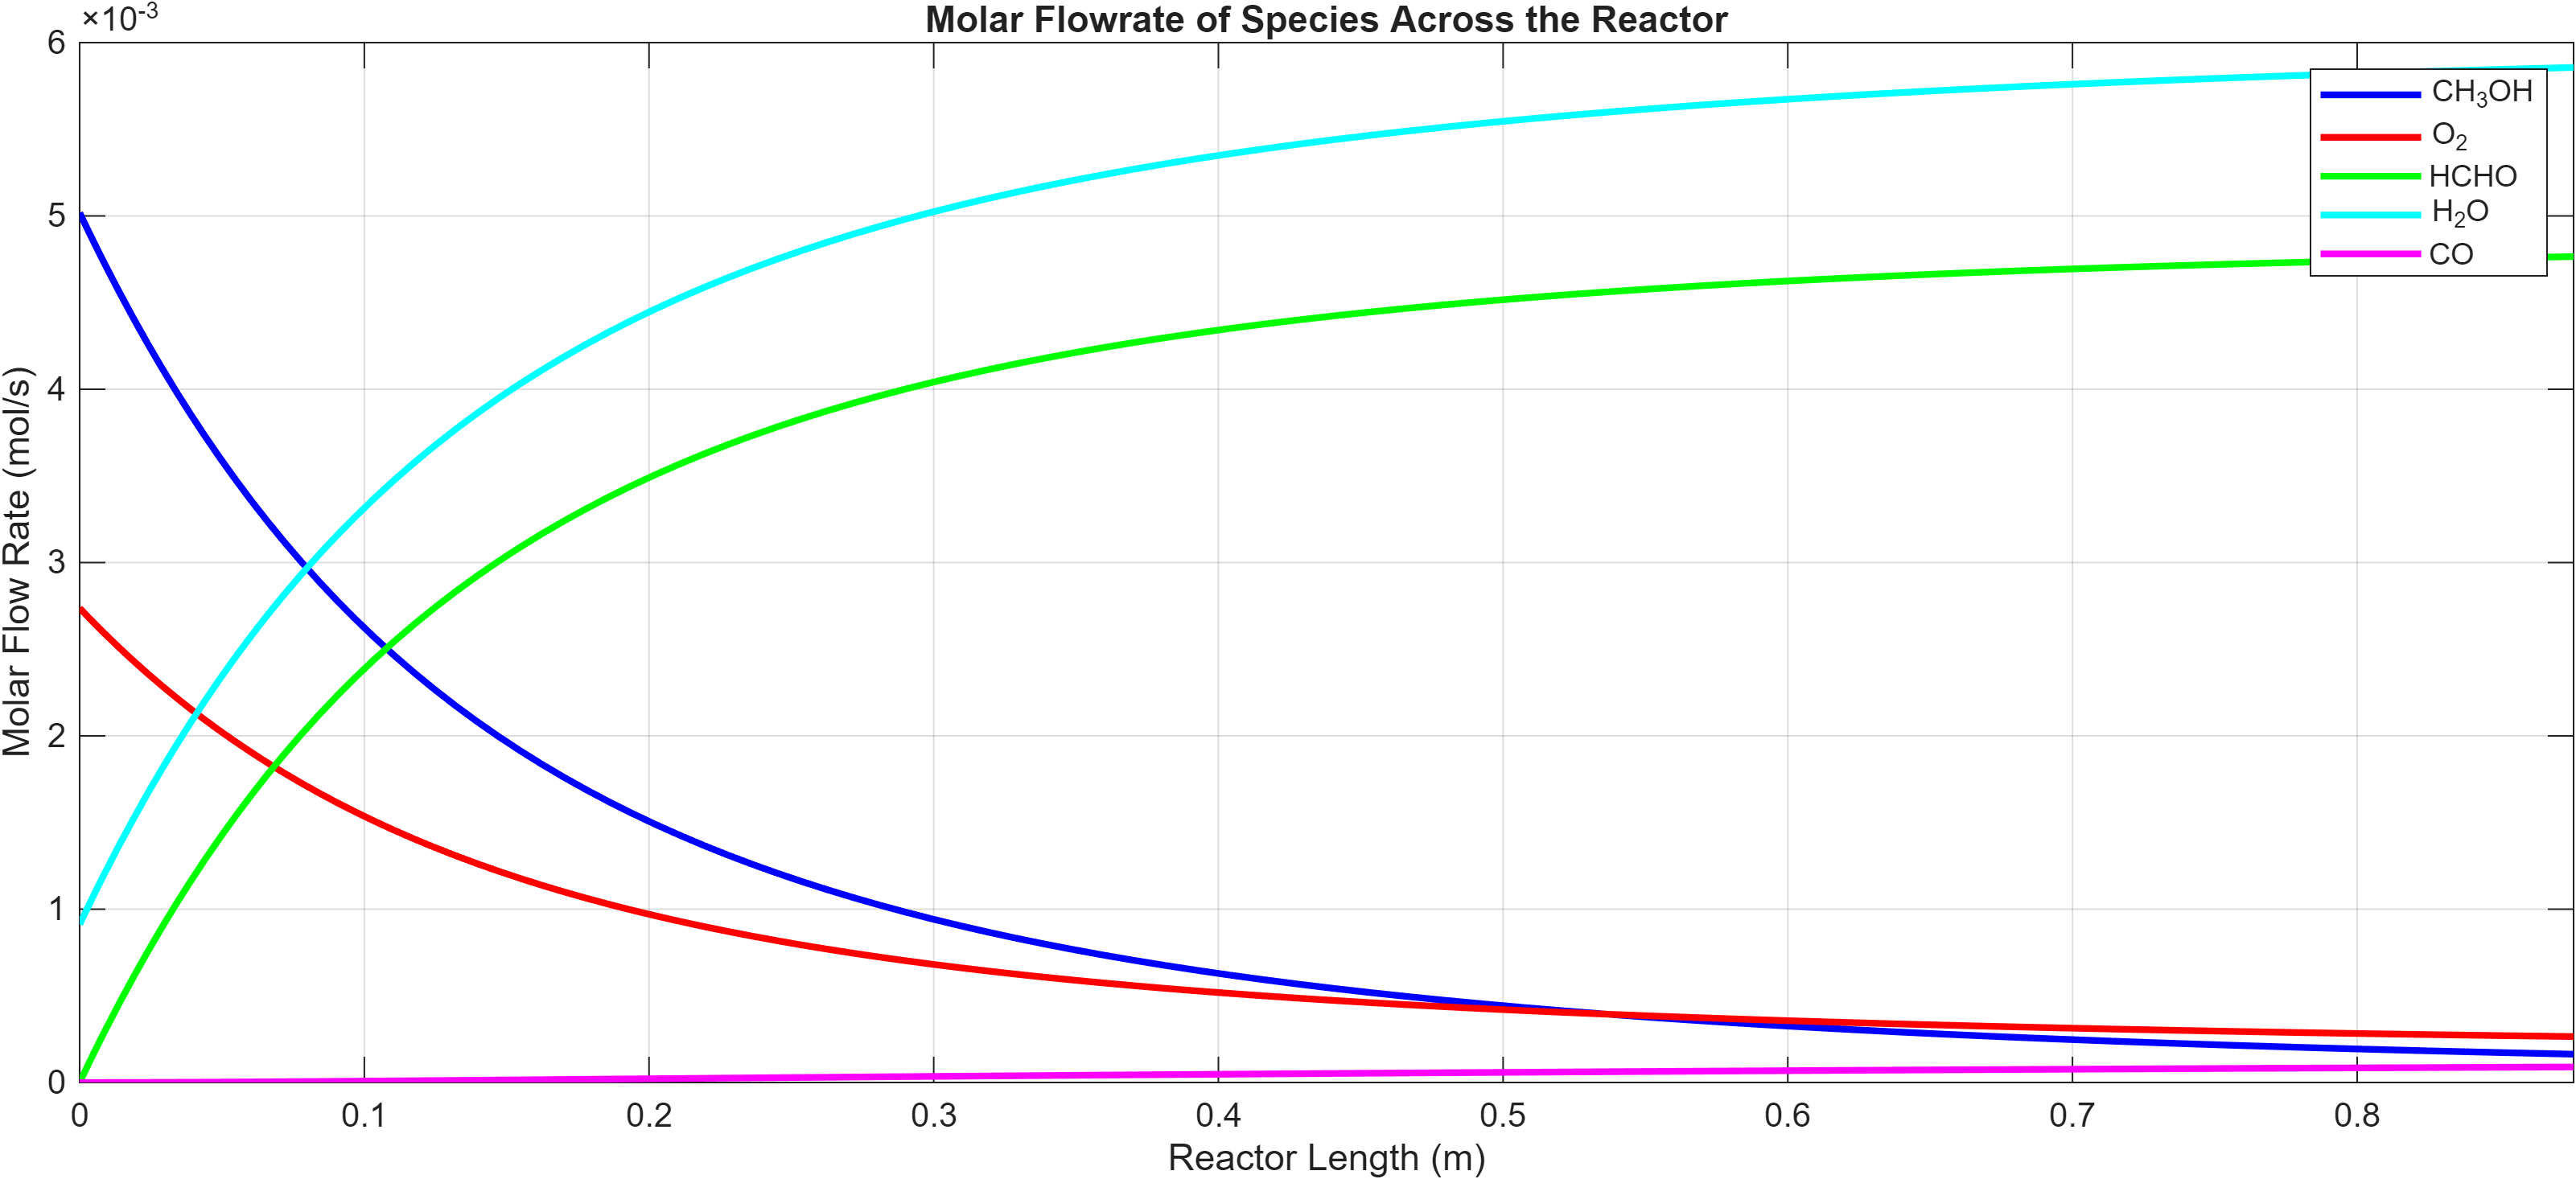 Molar Flowrate of Species Across the Reactor
×10⁻³
6
5
4
3
2
1
0
Molar Flow Rate (mol/s)
CH₃OH
O₂
HCHO
H₂O
CO
0 0.1 0.2 0.3 0.4 0.5 0.6 0.7 0.8
Reactor Length (m)